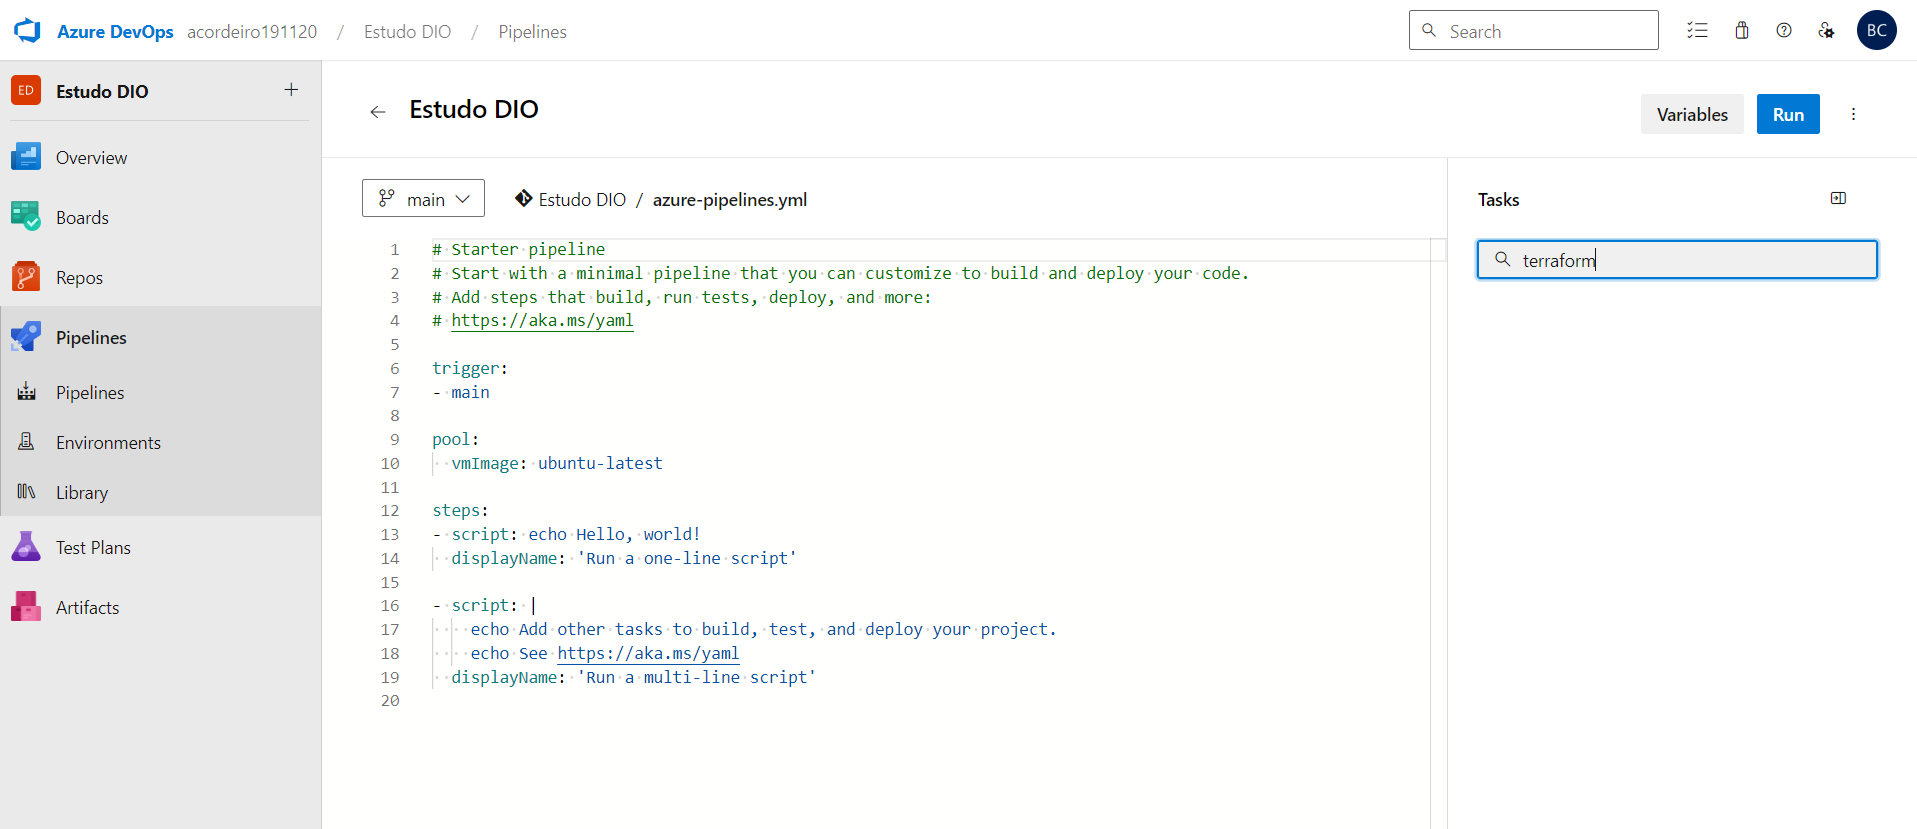 Azure DevOps acordeiro191120 / Estudo DIO / Pipelines
Search
BC
ED Estudo DIO +
Overview
Boards
Repos
Pipelines
Pipelines
Environments
Library
Test Plans
Artifacts
Estudo DIO
Variables
Run
main
Estudo DIO / azure-pipelines.yml
1 # Starter pipeline
2 # Start with a minimal pipeline that you can customize to build and deploy your code.
3 # Add steps that build, run tests, deploy, and more:
4 # https://aka.ms/yaml
5
6 trigger:
7 - main
8
9 pool:
10   vmImage: ubuntu-latest
11
12 steps:
13 - script: echo Hello, world!
14   displayName: 'Run a one-line script'
15
16 - script: |
17     echo Add other tasks to build, test, and deploy your project.
18     echo See https://aka.ms/yaml
19   displayName: 'Run a multi-line script'
20
Tasks
terraform